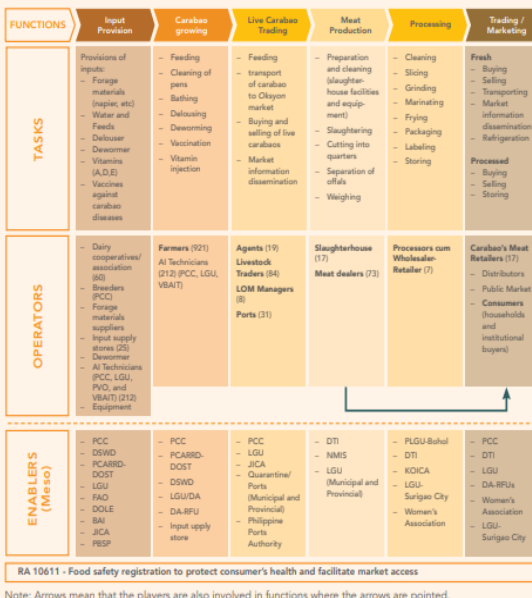 FUNCTIONS
Input
Provision
Carabao
growing
Live Carabao
Trading
Meat
Production
Processing
Trading /
Marketing
TASKS
Provisions of
inputs:
– Forage
materials
(napier, etc)
– Water and
Feeds
– Delouser
– Dewormer
– Vitamins
(A,D,E)
– Vaccines
against
carabao
diseases
– Feeding
– Cleaning of
pens
– Bathing
– Delousing
– Deworming
– Vaccination
– Vitamin
injection
– Feeding
– transport
of carabao
to Oksyon
market
– Buying and
selling of live
carabaos
– Market
information
dissemination
– Preparation
and cleaning
(slaughter-
house facilities
and equip-
ment)
– Slaughtering
– Cutting into
quarters
– Separation of
offals
– Weighing
– Cleaning
– Slicing
– Grinding
– Marinating
– Frying
– Packaging
– Labeling
– Storing
Fresh
– Buying
– Selling
– Transporting
– Market
information
dissemination
– Refrigeration
Processed
– Buying
– Selling
– Storing
OPERATORS
– Dairy
cooperatives/
association
(60)
– Breeders
(PCC)
– Forage
materials
suppliers
– Input supply
stores (25)
– Dewormer
– AI Technicians
(PCC, LGU,
PVO, and
VBAIT) (212)
– Equipment
Farmers (921)
AI Technicians
(212) (PCC, LGU,
VBAIT)
Agents (19)
Livestock
Traders (84)
LOM Managers
(8)
Ports (31)
Slaughterhouse
(17)
Meat dealers (73)
Processors cum
Wholesaler-
Retailer (7)
Carabao's Meat
Retailers (17)
– Distributors
– Public Market
– Consumers
(households
and
institutional
buyers)
ENABLERS
(Meso)
– PCC
– DSWD
– PCARRD-
DOST
– LGU
– FAO
– DOLE
– BAI
– JICA
– PBSP
– PCC
– PCARRD-
DOST
– DSWD
– LGU/DA
– DA-RFU
– Input upply
store
– PCC
– LGU
– JICA
– Quarantine/
Ports
(Municipal and
Provincial)
– Philippine
Ports
Authority
– DTI
– NMIS
– LGU
(Municipal and
Provincial)
– PLGU-Bohol
– DTI
– KOICA
– LGU-
Surigao City
– Women's
Association
– PCC
– DTI
– LGU
– DA-RFUs
– Women's
Association
– LGU-
Surigao City
RA 10611 - Food safety registration to protect consumer's health and facilitate market access
Note: Arrows mean that the players are also involved in functions where the arrows are pointed.